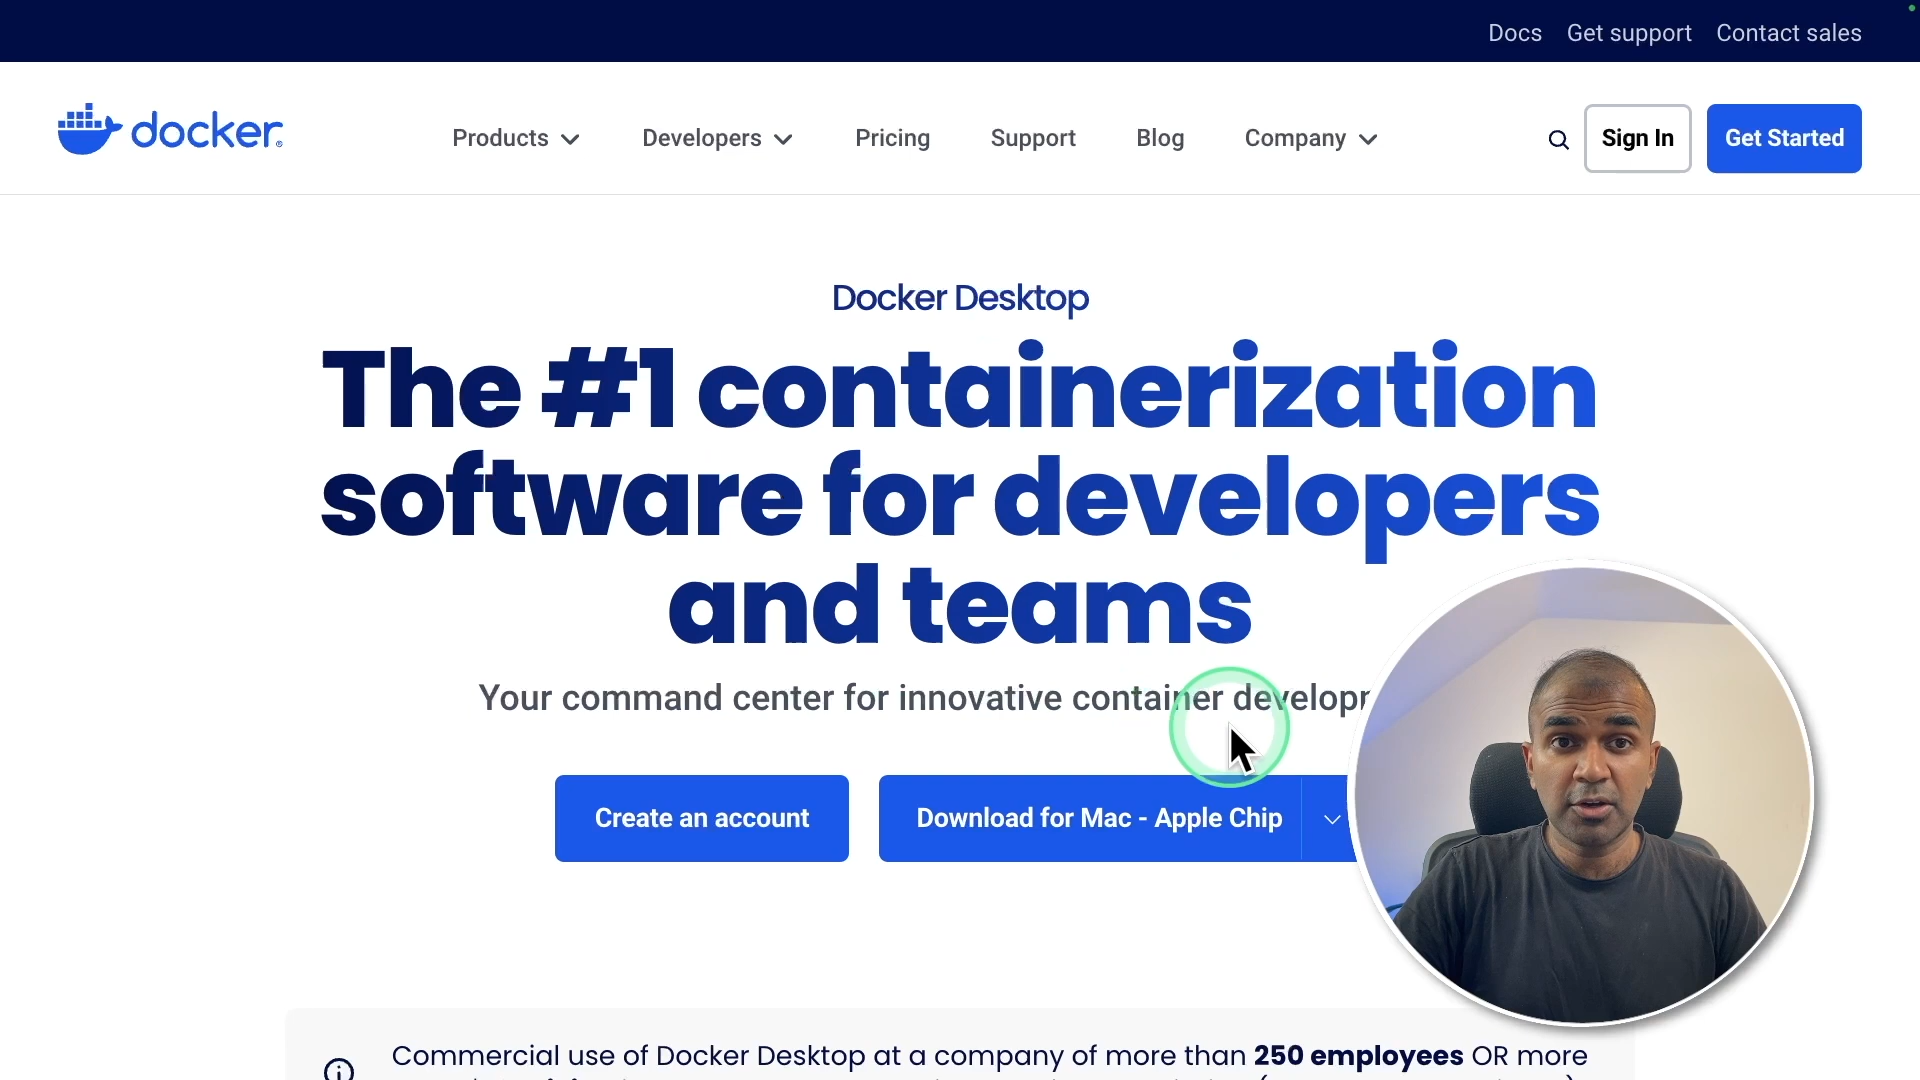 Docs Get support Contact sales
docker
Products Developers Pricing Support Blog Company Sign In Get Started
Docker Desktop
The #1 containerization
software for developers
and teams
Your command center for innovative container
Create an account Download for Mac - Apple Chip
Commercial use of Docker Desktop at a company of more than 250 employees OR more